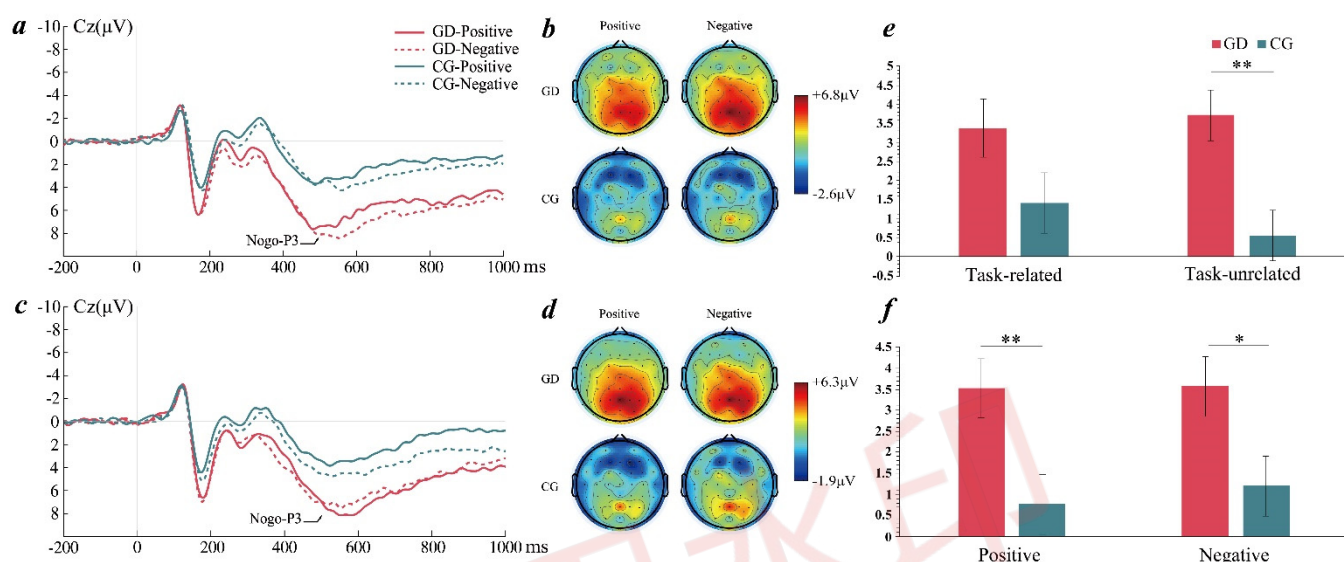 a
Cz(μV)
-10
-8
-6
-4
-2
0
2
4
6
8
-200
0
200
400
600
800
1000 ms
GD-Positive
GD-Negative
CG-Positive
CG-Negative
Nogo-P3
b
Positive
Negative
GD
CG
+6.8μV
-2.6μV
c
Cz(μV)
-10
-8
-6
-4
-2
0
2
4
6
8
-200
0
200
400
600
800
1000 ms
Nogo-P3
d
Positive
Negative
GD
CG
+6.3μV
-1.9μV
e
GD
CG
5
4.5
4
3.5
3
2.5
2
1.5
1
0.5
0
-0.5
**
Task-related
Task-unrelated
f
4.5
4
3.5
3
2.5
2
1.5
1
0.5
0
**
*
Positive
Negative